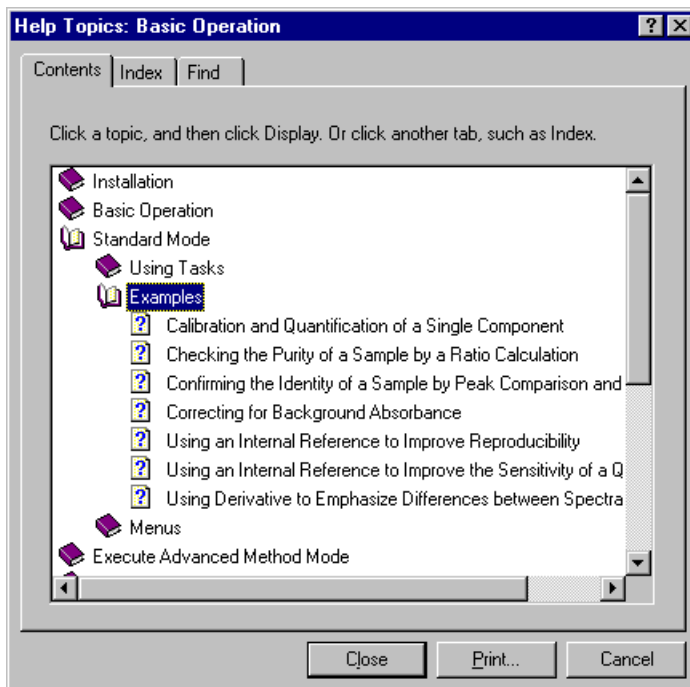 Help Topics: Basic Operation
Contents Index Find
Click a topic, and then click Display. Or click another tab, such as Index.
Installation
Basic Operation
Standard Mode
Using Tasks
Examples
Calibration and Quantification of a Single Component
Checking the Purity of a Sample by a Ratio Calculation
Confirming the Identity of a Sample by Peak Comparison and
Correcting for Background Absorbance
Using an Internal Reference to Improve Reproducibility
Using an Internal Reference to Improve the Sensitivity of a Q
Using Derivative to Emphasize Differences between Spectra
Menus
Execute Advanced Method Mode
Close Print... Cancel